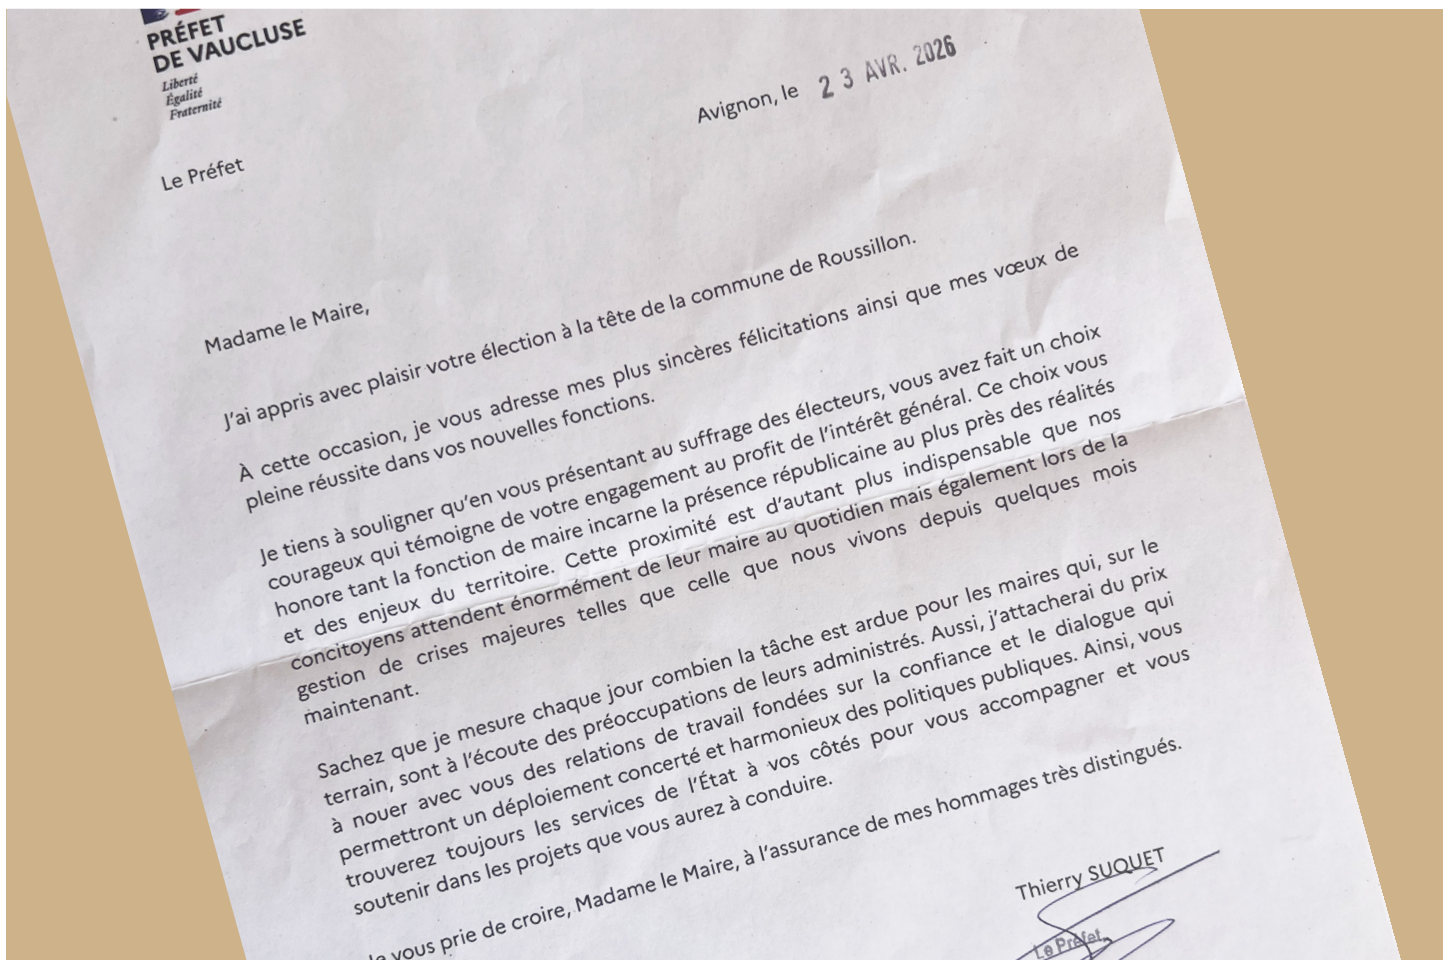 PRÉFET
DE VAUCLUSE
Liberté
Égalité
Fraternité
Avignon, le 23 AVR. 2026
Le Préfet
Madame le Maire,
J'ai appris avec plaisir votre élection à la tête de la commune de Roussillon.
À cette occasion, je vous adresse mes plus sincères félicitations ainsi que mes vœux de
pleine réussite dans vos nouvelles fonctions.
Je tiens à souligner qu'en vous présentant au suffrage des électeurs, vous avez fait un choix
courageux qui témoigne de votre engagement au profit de l'intérêt général. Ce choix vous
honore tant la fonction de maire incarne la présence républicaine au plus près des réalités
et des enjeux du territoire. Cette proximité est d'autant plus indispensable que nos
concitoyens attendent énormément de leur maire au quotidien mais également lors de la
gestion de crises majeures telles que celle que nous vivons depuis quelques mois
maintenant.
Sachez que je mesure chaque jour combien la tâche est ardue pour les maires qui, sur le
terrain, sont à l'écoute des préoccupations de leurs administrés. Aussi, j'attacherai du prix
à nouer avec vous des relations de travail fondées sur la confiance et le dialogue qui
permettront un déploiement concerté et harmonieux des politiques publiques. Ainsi, vous
trouverez toujours les services de l'État à vos côtés pour vous accompagner et vous
soutenir dans les projets que vous aurez à conduire.
Je vous prie de croire, Madame le Maire, à l'assurance de mes hommages très distingués.
Thierry SUQUET
Le Préfet,